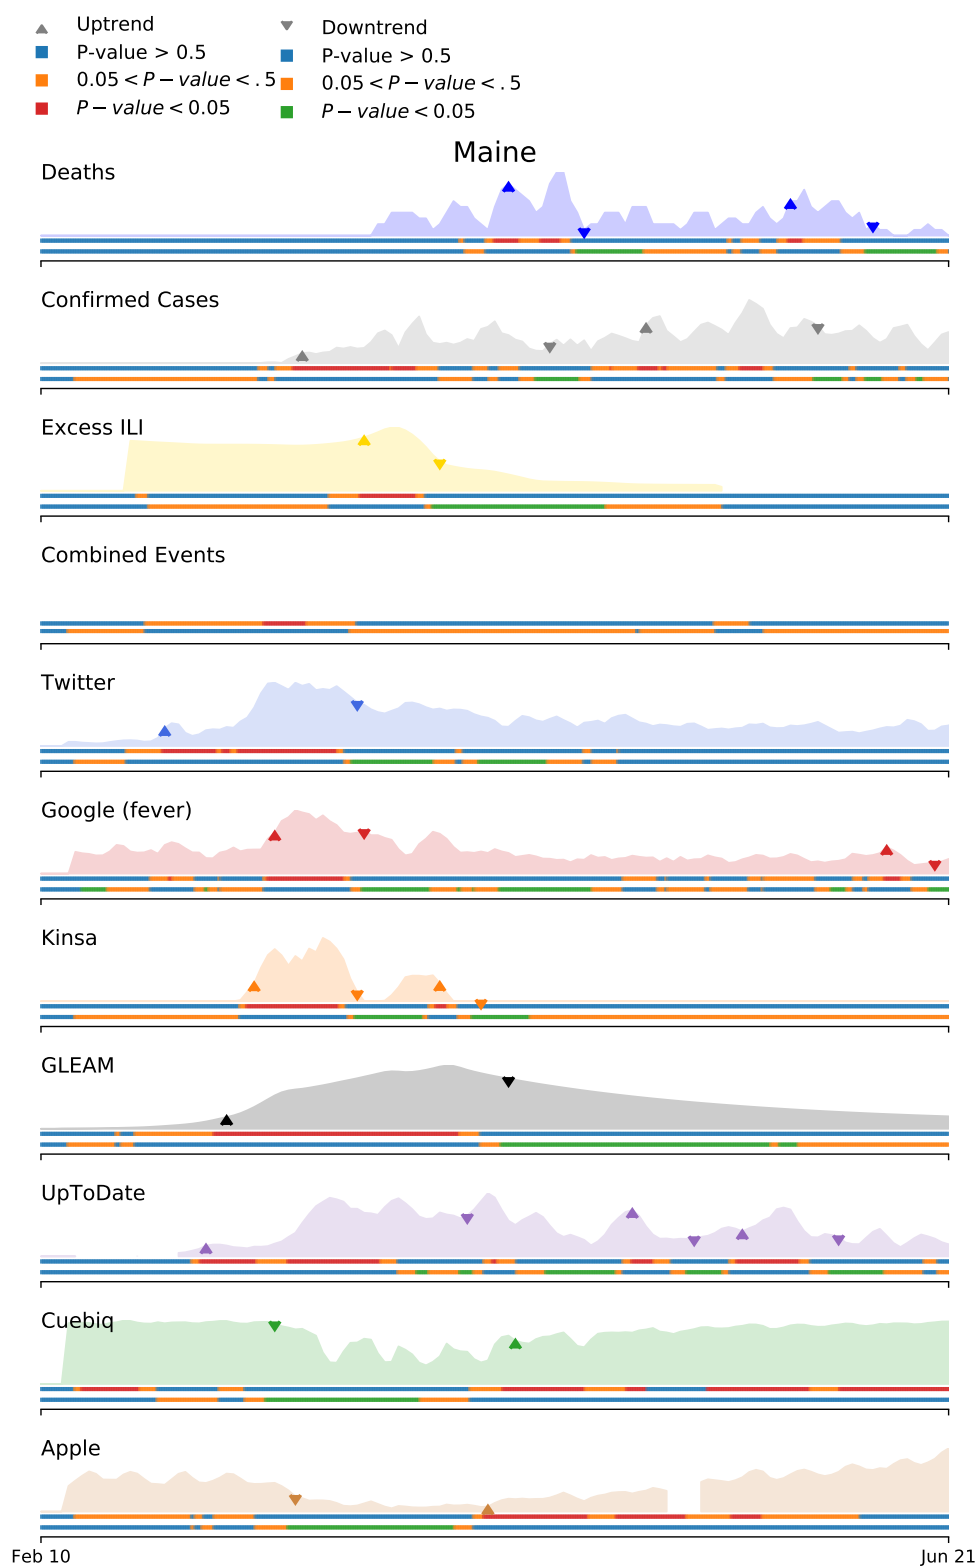 Uptrend
P-value > 0.5
0.05 < P − value < .5
P − value < 0.05
Downtrend
P-value > 0.5
0.05 < P − value < .5
P − value < 0.05
Maine
Deaths
Confirmed Cases
Excess ILI
Combined Events
Twitter
Google (fever)
Kinsa
GLEAM
UpToDate
Cuebiq
Apple
Feb 10
Jun 21